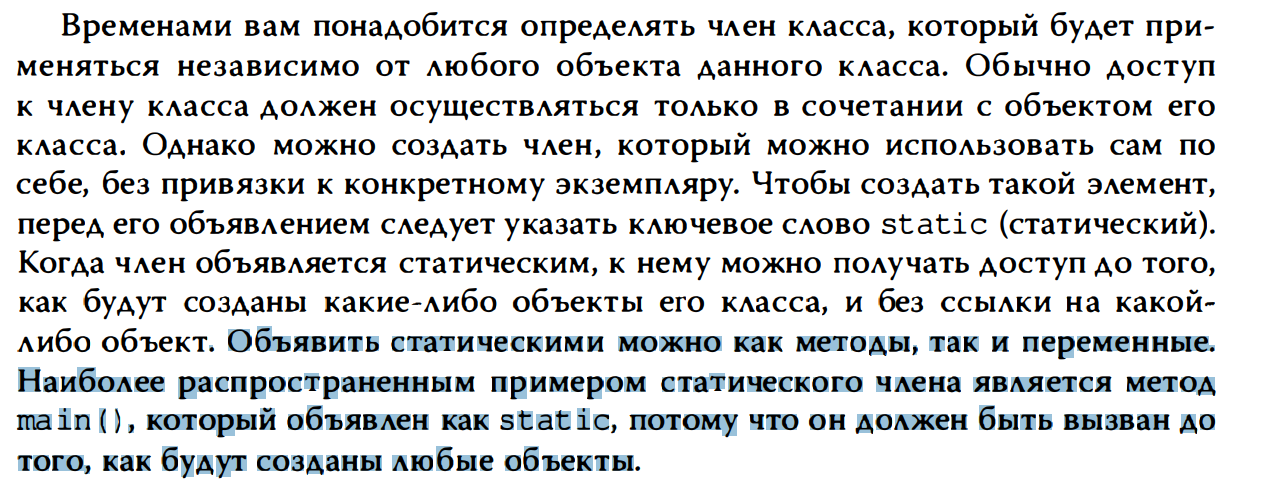 Временами вам понадобится определять член класса, который будет при-
меняться независимо от любого объекта данного класса. Обычно доступ
к члену класса должен осуществляться только в сочетании с объектом его
класса. Однако можно создать член, который можно использовать сам по
себе, без привязки к конкретному экземпляру. Чтобы создать такой элемент,
перед его объявлением следует указать ключевое слово static (статический).
Когда член объявляется статическим, к нему можно получать доступ до того,
как будут созданы какие-либо объекты его класса, и без ссылки на какой-
либо объект. Объявить статическими можно как методы, так и переменные.
Наиболее распространенным примером статического члена является метод
main(), который объявлен как static, потому что он должен быть вызван до
того, как будут созданы любые объекты.